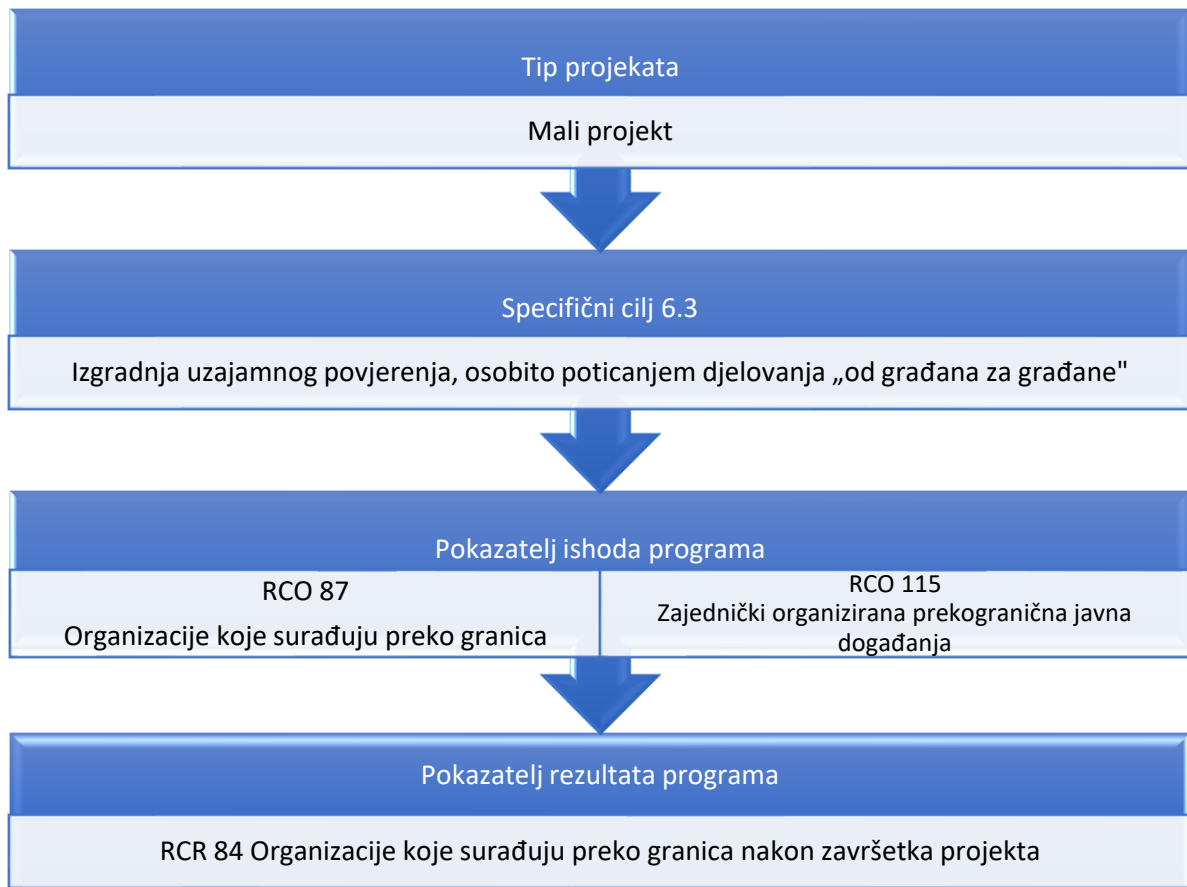 Tip projekata
Mali projekt
Specifični cilj 6.3
Izgradnja uzajamnog povjerenja, osobito poticanjem djelovanja „od građana za građane"
Pokazatelj ishoda programa
RCO 87
Organizacije koje surađuju preko granica
RCO 115
Zajednički organizirana prekogranična javna
događanja
Pokazatelj rezultata programa
RCR 84 Organizacije koje surađuju preko granica nakon završetka projekta